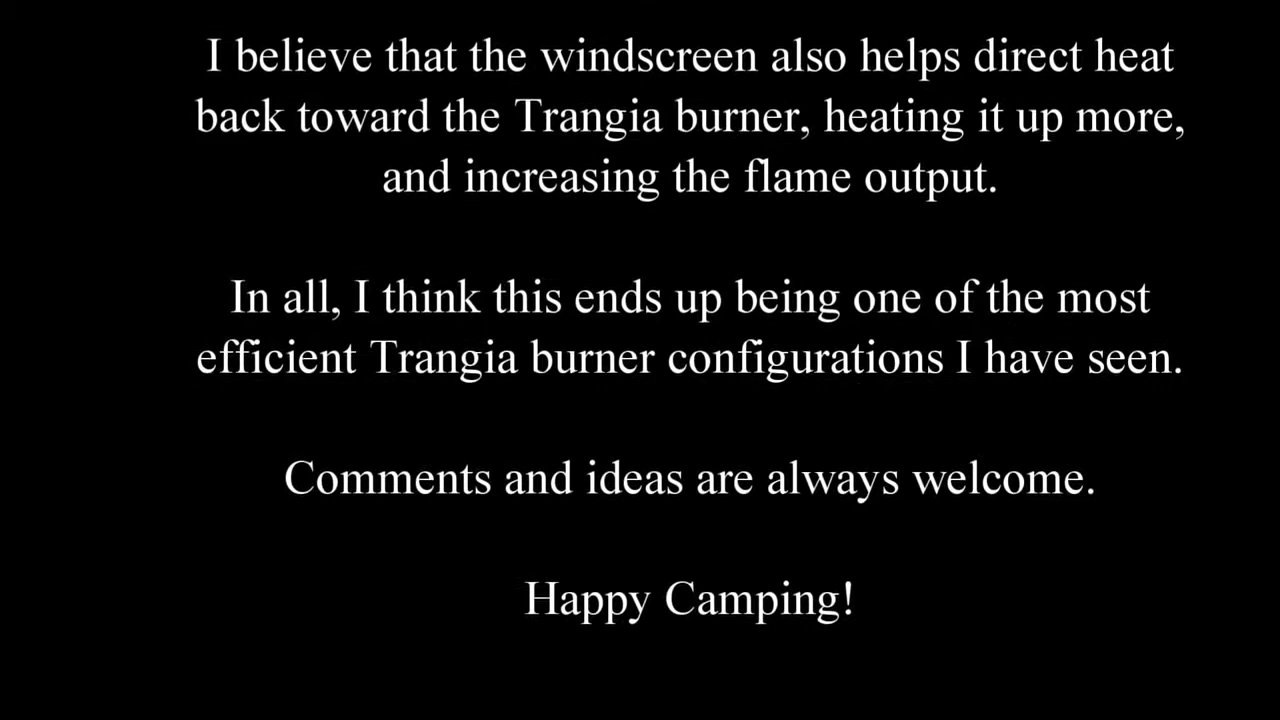 I believe that the windscreen also helps direct heat
back toward the Trangia burner, heating it up more,
and increasing the flame output.
In all, I think this ends up being one of the most
efficient Trangia burner configurations I have seen.
Comments and ideas are always welcome.
Happy Camping!